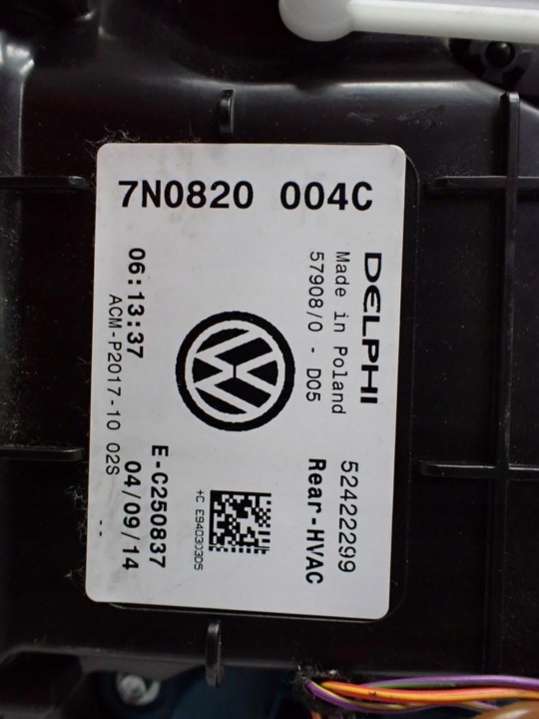 7N0820 004C
DELPHI
Made in Poland
57908/0 - D05
52422299
Rear-HVAC
06:13:37
ACM-P2017-10 02S
E-C250837
04/09/14
+C E94D303D5
--